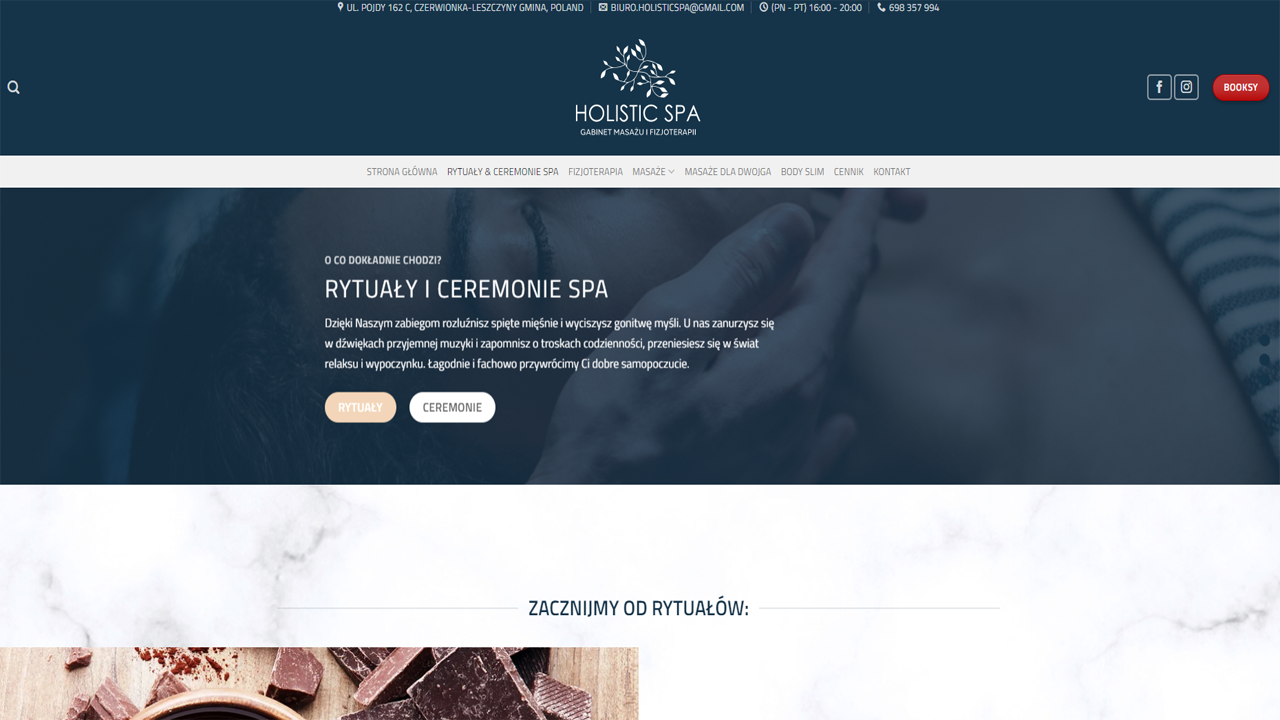 UL. POJDY 162 C, CZERWIONKA-LESZCZYNY GMINA, POLAND
BIURO.HOLISTICSPA@GMAIL.COM
(PN - PT) 16:00 - 20:00
698 357 994
HOLISTIC SPA
GABINET MASAŻU I FIZJOTERAPII
BOOKSY
STRONA GŁÓWNA RYTUAŁY & CEREMONIE SPA FIZJOTERAPIA MASAŻE MASAŻE DLA DWOJGA BODY SLIM CENNIK KONTAKT
O CO DOKŁADNIE CHODZI?
RYTUAŁY I CEREMONIE SPA
Dzięki Naszym zabiegom rozluźnisz spięte mięśnie i wyciszysz gonitwę myśli. U nas zanurzysz się
w dźwiękach przyjemnej muzyki i zapomnisz o troskach codzienności, przeniesiesz się w świat
relaksu i wypoczynku. Łagodnie i fachowo przywrócimy Ci dobre samopoczucie.
RYTUAŁY
CEREMONIE
ZACZNIJMY OD RYTUAŁÓW: